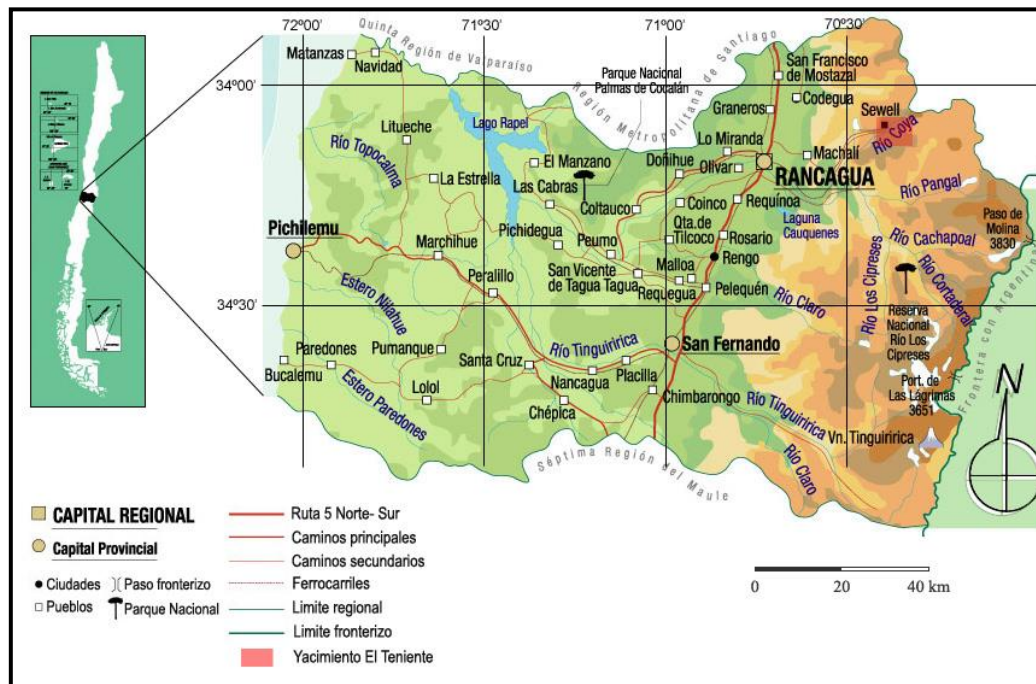 72º00'
71º30'
71º00'
70º30'
34º00'
34º30'
Quinta Región de Valparaíso
Región Metropolitana de Santiago
Matanzas
Navidad
Parque Nacional
Palmas de Cocalán
San Francisco
de Mostazal
Codegua
Graneros
Sewell
Río Coya
Litueche
Lago Rapel
Lo Miranda
Río Topocalma
El Manzano
Doñihue
Olivar
Machalí
RANCAGUA
La Estrella
Las Cabras
Coltauco
Coinco
Requínoa
Río Pangal
Pichilemu
Pichidegua
Peumo
Qta.de
Tilcoco
Rosario
Laguna
Cauquenes
Paso de
Molina
3830
Marchihue
Río Cachapoal
San Vicente
de Tagua Tagua
Malloa
Rengo
Peralillo
Requegua
Pelequén
Río Claro
Río Los Cipreses
Río Cortaderal
Estero Nilahue
Reserva
Nacional
Río Los
Cipreses
Frontera con Argentina
Paredones
Pumanque
Santa Cruz
Río Tinguiririca
San Fernando
Bucalemu
Lolol
Nancagua
Placilla
Port. de
Las Lágrimas
3651
Estero Paredones
Chépica
Chimbarongo
Río Tinguiririca
Vn. Tinguiririca
Río Claro
Séptima Región del Maule
N
CAPITAL REGIONAL
Capital Provincial
Ciudades
Paso fronterizo
Pueblos
Parque Nacional
Ruta 5 Norte- Sur
Caminos principales
Caminos secundarios
Ferrocarriles
Limite regional
Limite fronterizo
Yacimiento El Teniente
0 20 40 km